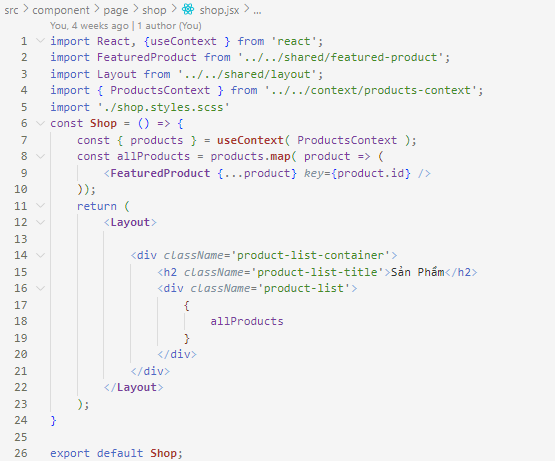 src > component > page > shop > shop.jsx > ...
You, 4 weeks ago | 1 author (You)
1 import React, {useContext } from 'react';
2 import FeaturedProduct from '../../shared/featured-product';
3 import Layout from '../../shared/layout';
4 import { ProductsContext } from '../../context/products-context';
5 import './shop.styles.scss'
6 const Shop = () => {
7     const { products } = useContext( ProductsContext );
8     const allProducts = products.map( product => (
9         <FeaturedProduct {...product} key={product.id} />
10     ));
11     return (
12         <Layout>
13
14             <div className='product-list-container'>
15                 <h2 className='product-list-title'>Sản Phẩm</h2>
16                 <div className='product-list'>
17                     {
18                         allProducts
19                     }
20                 </div>
21             </div>
22         </Layout>
23     );
24 }
25
26 export default Shop;